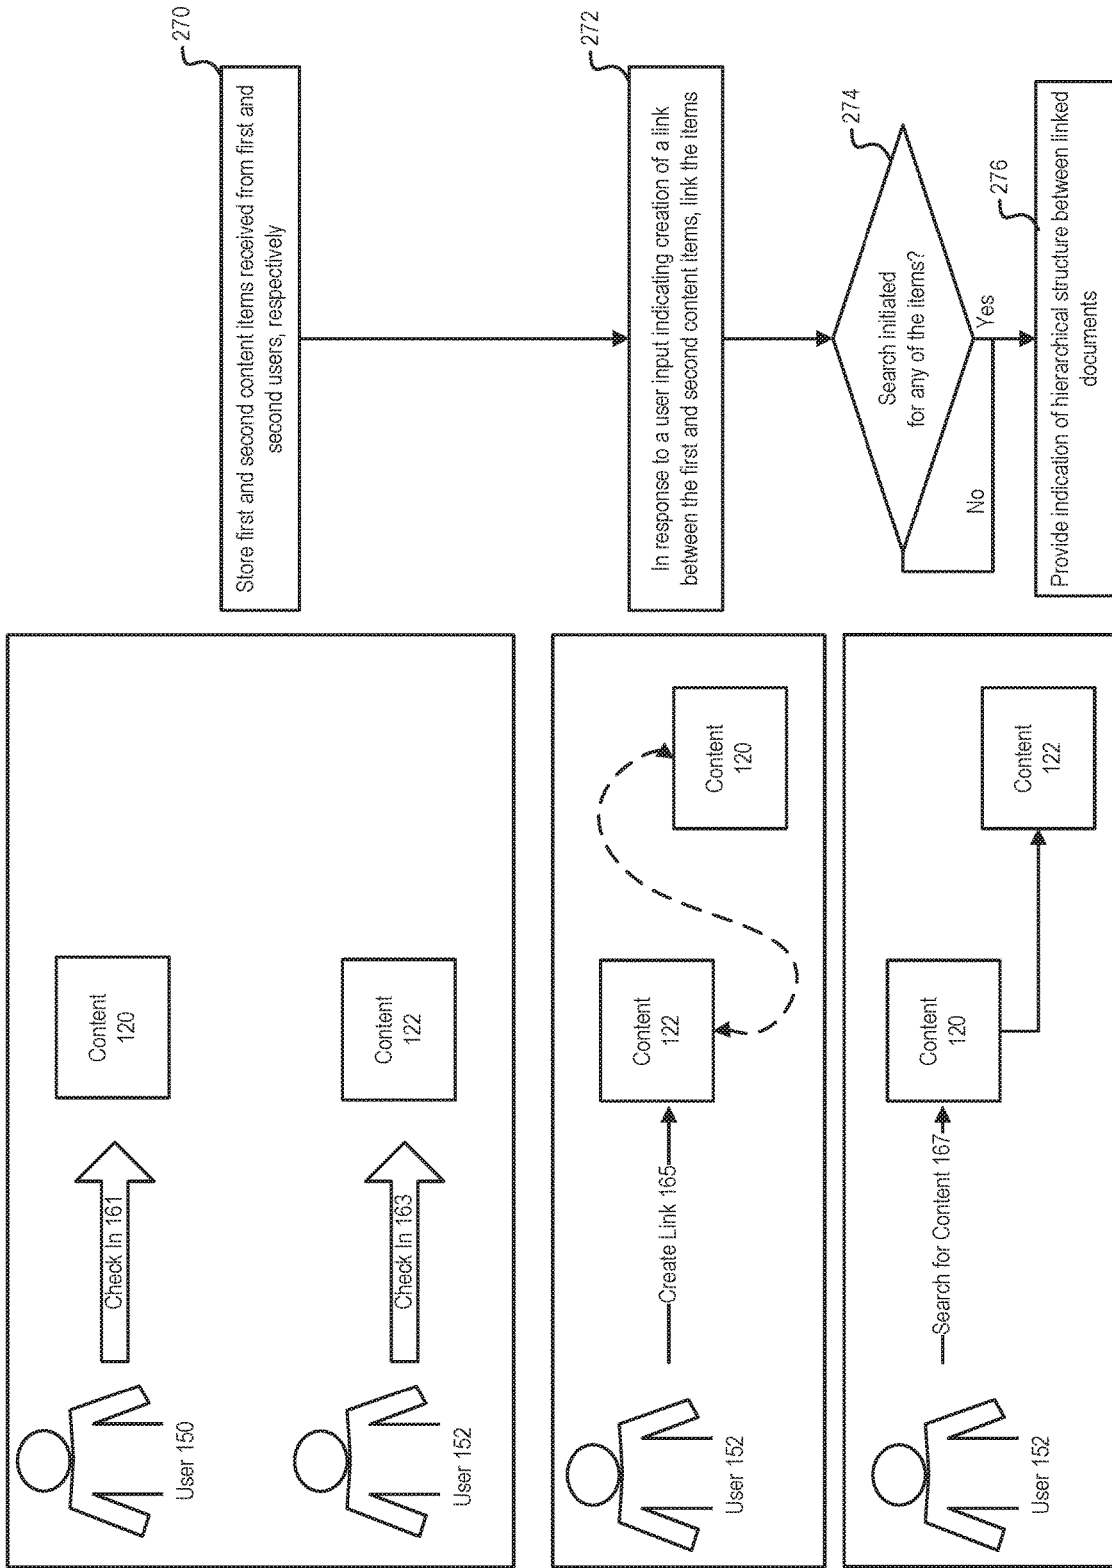 Store first and second content items received from first and
second users, respectively
270
In response to a user input indicating creation of a link
between the first and second content items, link the items
272
Search initiated
for any of the items?
274
No
Yes
Provide indication of hierarchical structure between linked
documents
276
User 150
Check In 161
Content
120
User 152
Check In 163
Content
122
User 152
Create Link 165
Content
122
Content
120
User 152
Search for Content 167
Content
120
Content
122